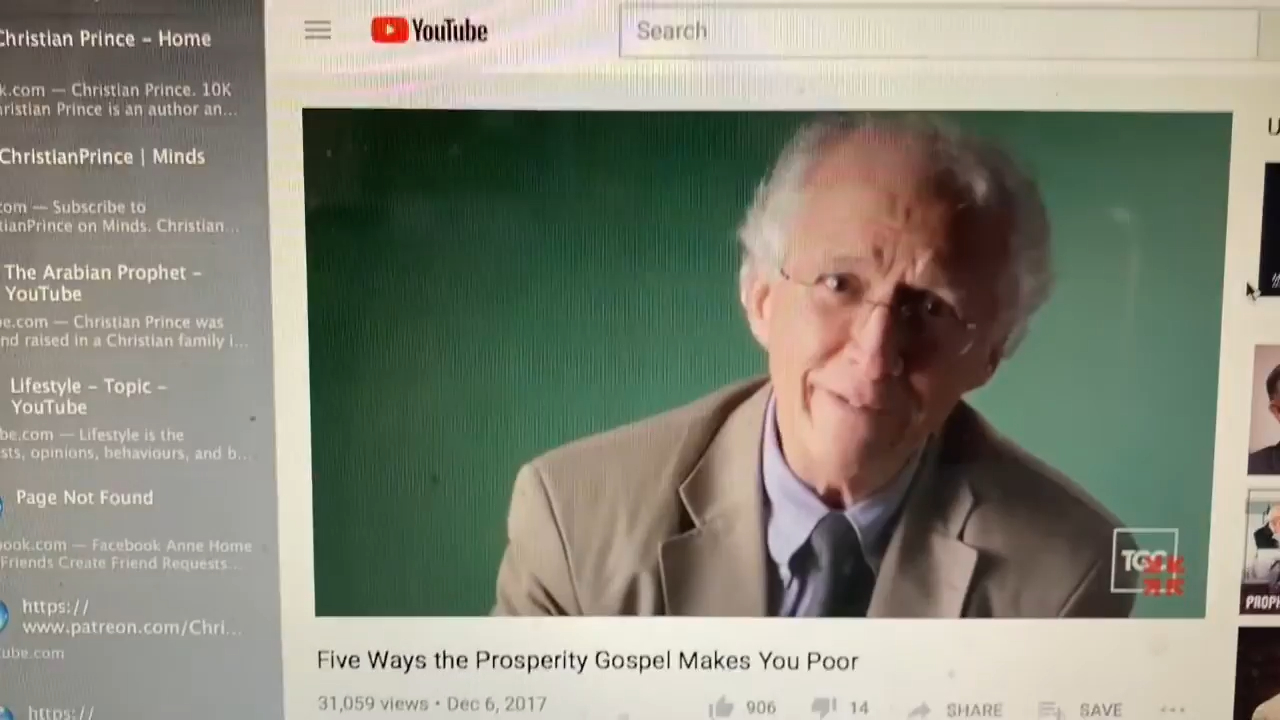 Christian Prince – Home
k.com — Christian Prince. 10K
ristian Prince is an author an...
ChristianPrince | Minds
com — Subscribe to
tianPrince on Minds. Christian...
The Arabian Prophet –
YouTube
be.com — Christian Prince was
nd raised in a Christian family i...
Lifestyle – Topic –
YouTube
be.com — Lifestyle is the
sts, opinions, behaviours, and b...
Page Not Found
ook.com — Facebook Anne Home
Friends Create Friend Requests...
https://
www.patreon.com/Chri...
ube.com
https://
YouTube
Search
TGC
Five Ways the Prosperity Gospel Makes You Poor
31,059 views • Dec 6, 2017
906
14
SHARE
SAVE
PROPH